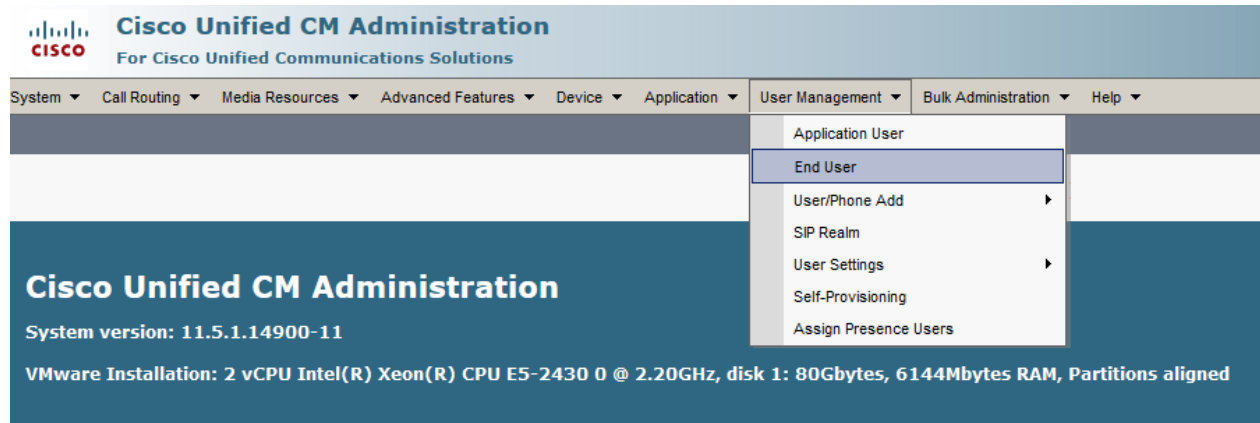 CISCO
Cisco Unified CM Administration
For Cisco Unified Communications Solutions
System Call Routing Media Resources Advanced Features Device Application User Management Bulk Administration Help
Application User
End User
User/Phone Add
SIP Realm
User Settings
Self-Provisioning
Assign Presence Users
Cisco Unified CM Administration
System version: 11.5.1.14900-11
VMware Installation: 2 vCPU Intel(R) Xeon(R) CPU E5-2430 0 @ 2.20GHz, disk 1: 80Gbytes, 6144Mbytes RAM, Partitions aligned